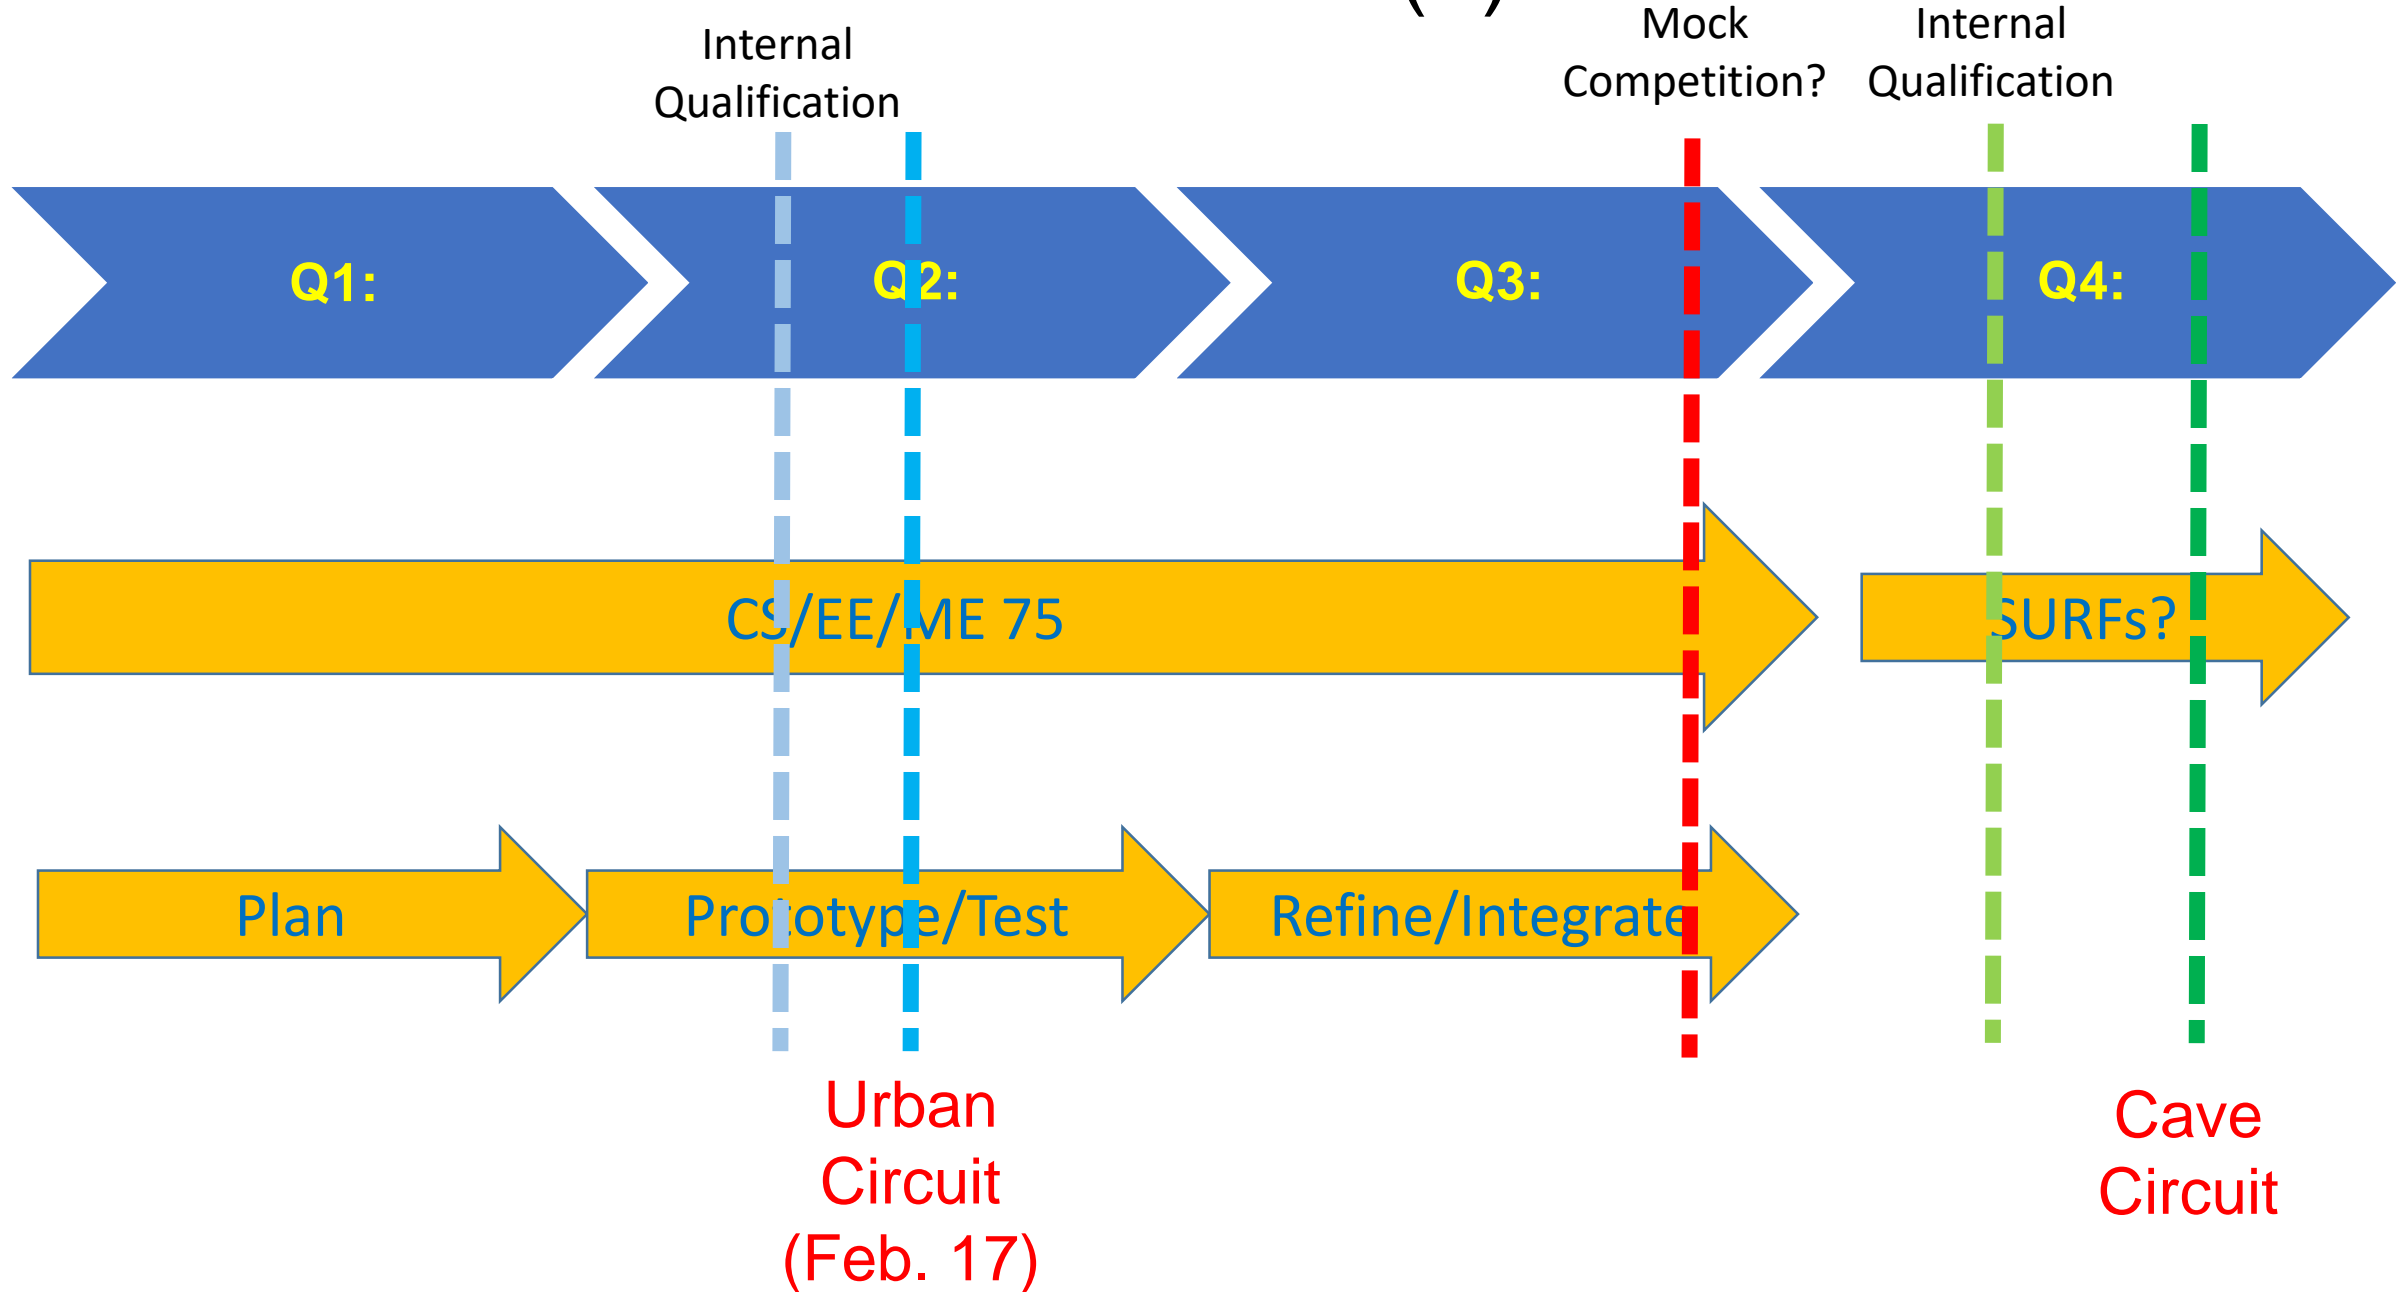 Internal
Qualification
Mock
Competition?
Internal
Qualification
Q1:
Q2:
Q3:
Q4:
CS/EE/ME 75
SURFs?
Plan
Prototype/Test
Refine/Integrate
Urban
Circuit
(Feb. 17)
Cave
Circuit